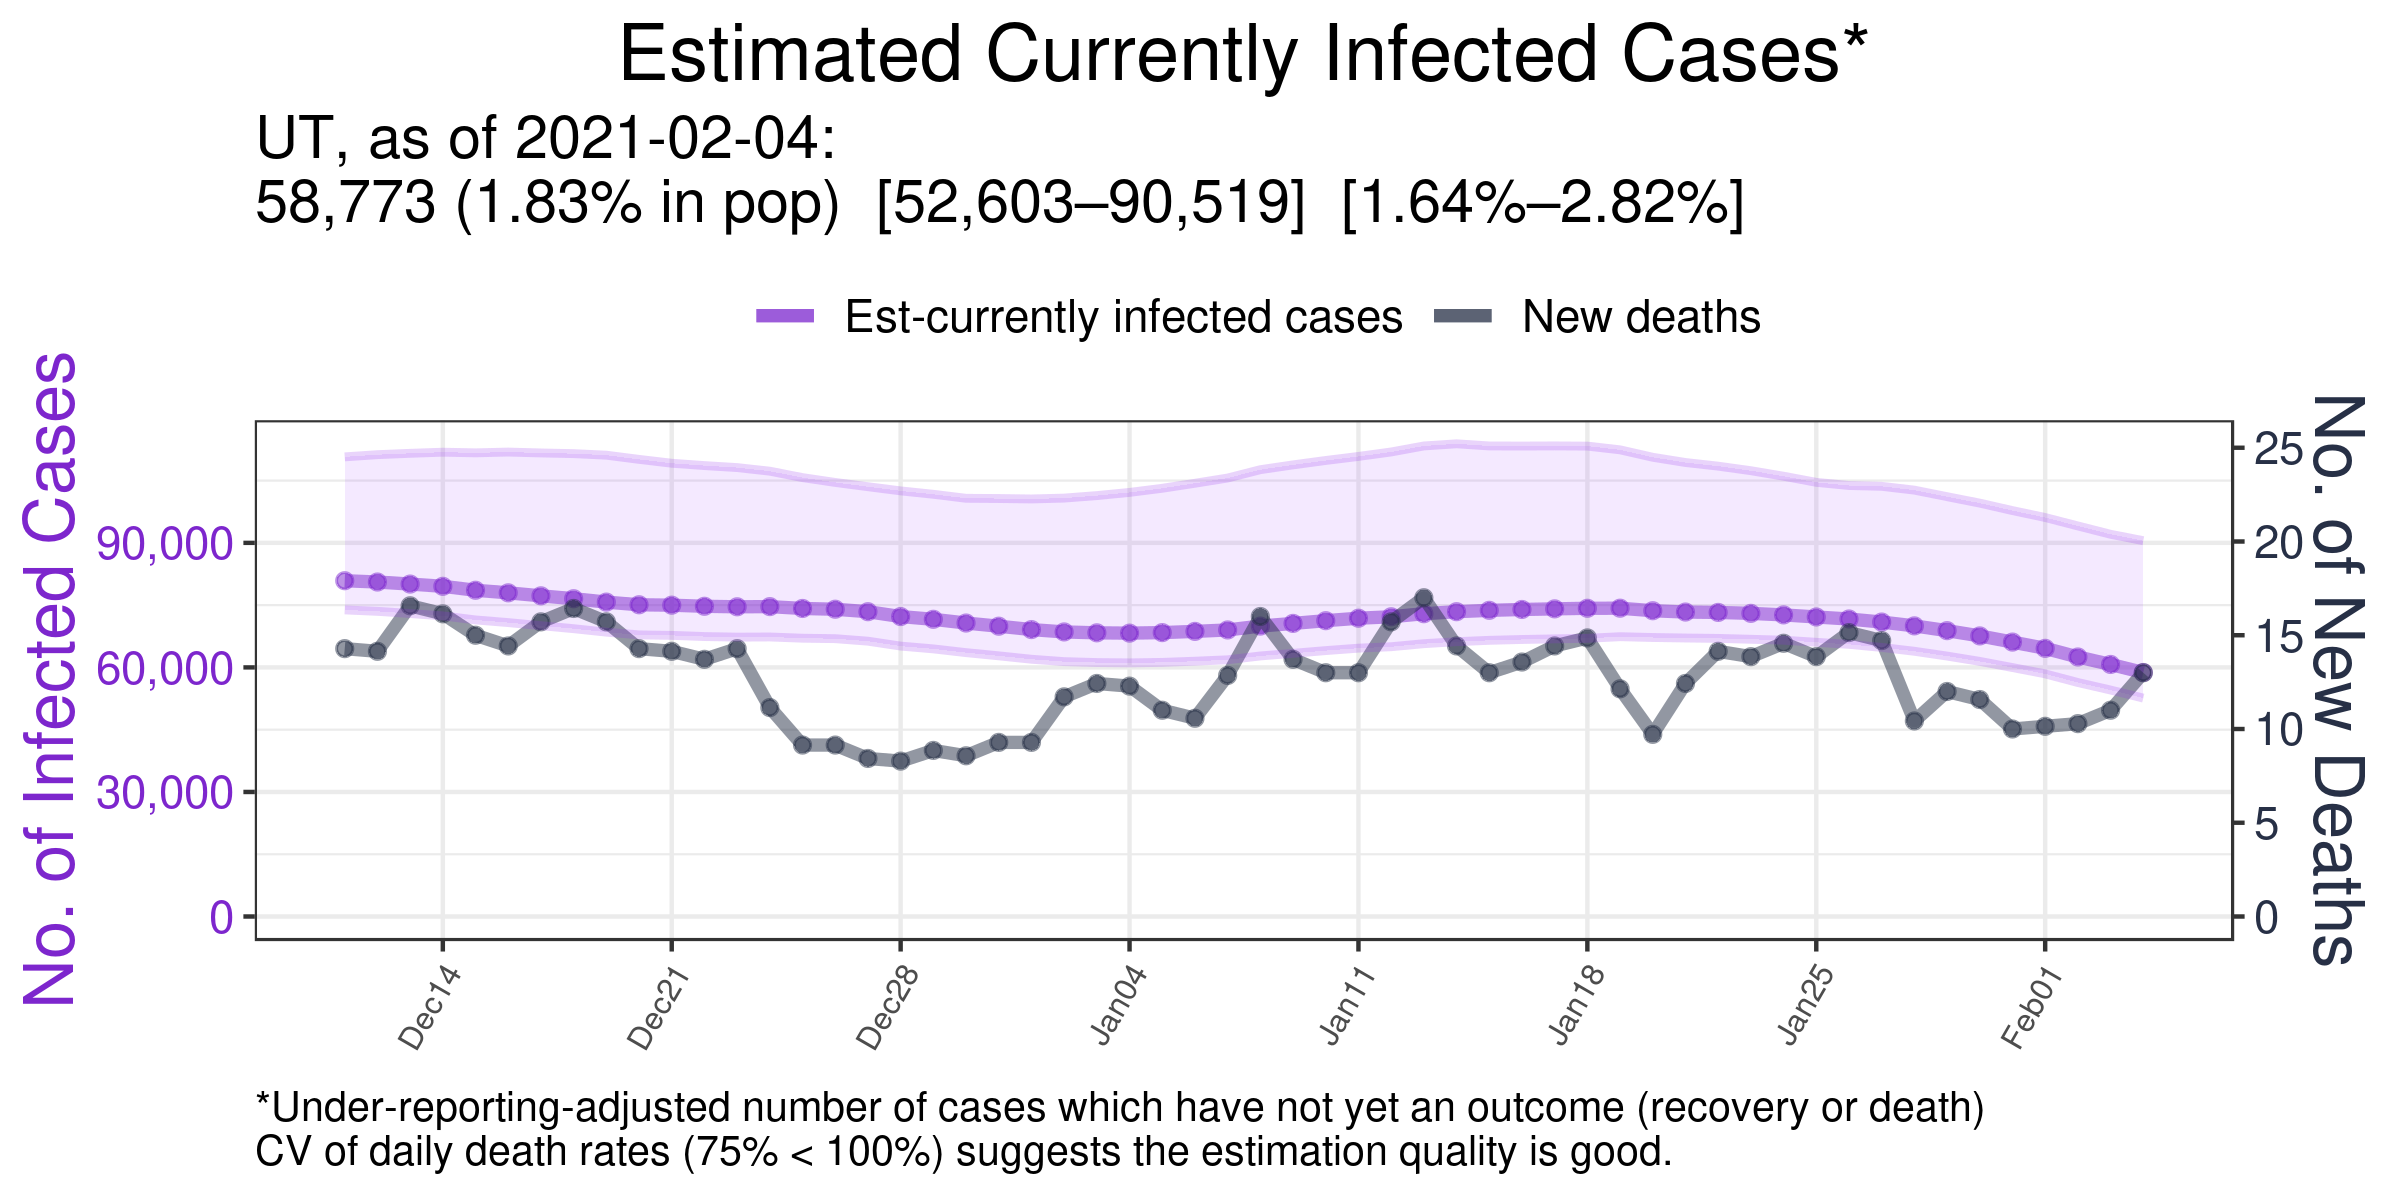 Estimated Currently Infected Cases*
UT, as of 2021-02-04:
58,773 (1.83% in pop)  [52,603–90,519]  [1.64%–2.82%]
Est-currently infected cases
New deaths
No. of Infected Cases
90,000
60,000
30,000
0
25
20
15
10
5
0
No. of New Deaths
Dec14
Dec21
Dec28
Jan04
Jan11
Jan18
Jan25
Feb01
*Under-reporting-adjusted number of cases which have not yet an outcome (recovery or death)
CV of daily death rates (75% < 100%) suggests the estimation quality is good.